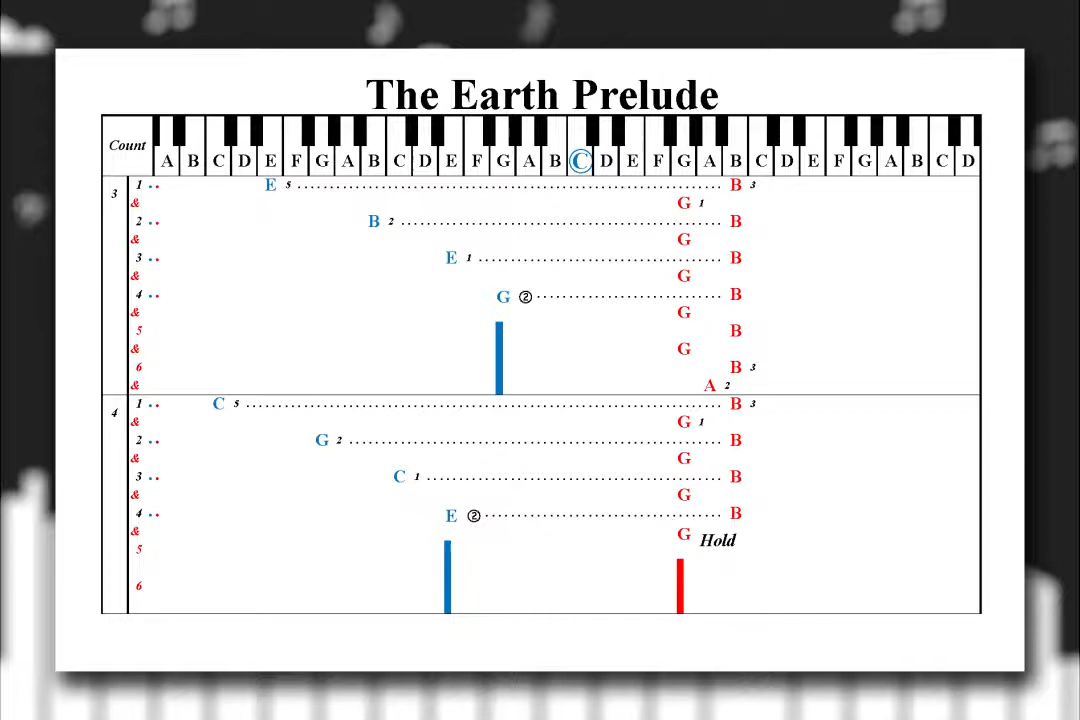 The Earth Prelude
Count A B C D E F G A B C D E F G A B C D E F G A B C D E F G A B C D
3
1 E 5 B 3
& G 1
2 B 2 B
& G
3 E 1 B
& G
4 G ② B
& G
5 B
& G
6 B 3
& A 2
4
1 C 5 B 3
& G 1
2 G 2 B
& G
3 C 1 B
& G
4 E ② B
& G Hold
5
6